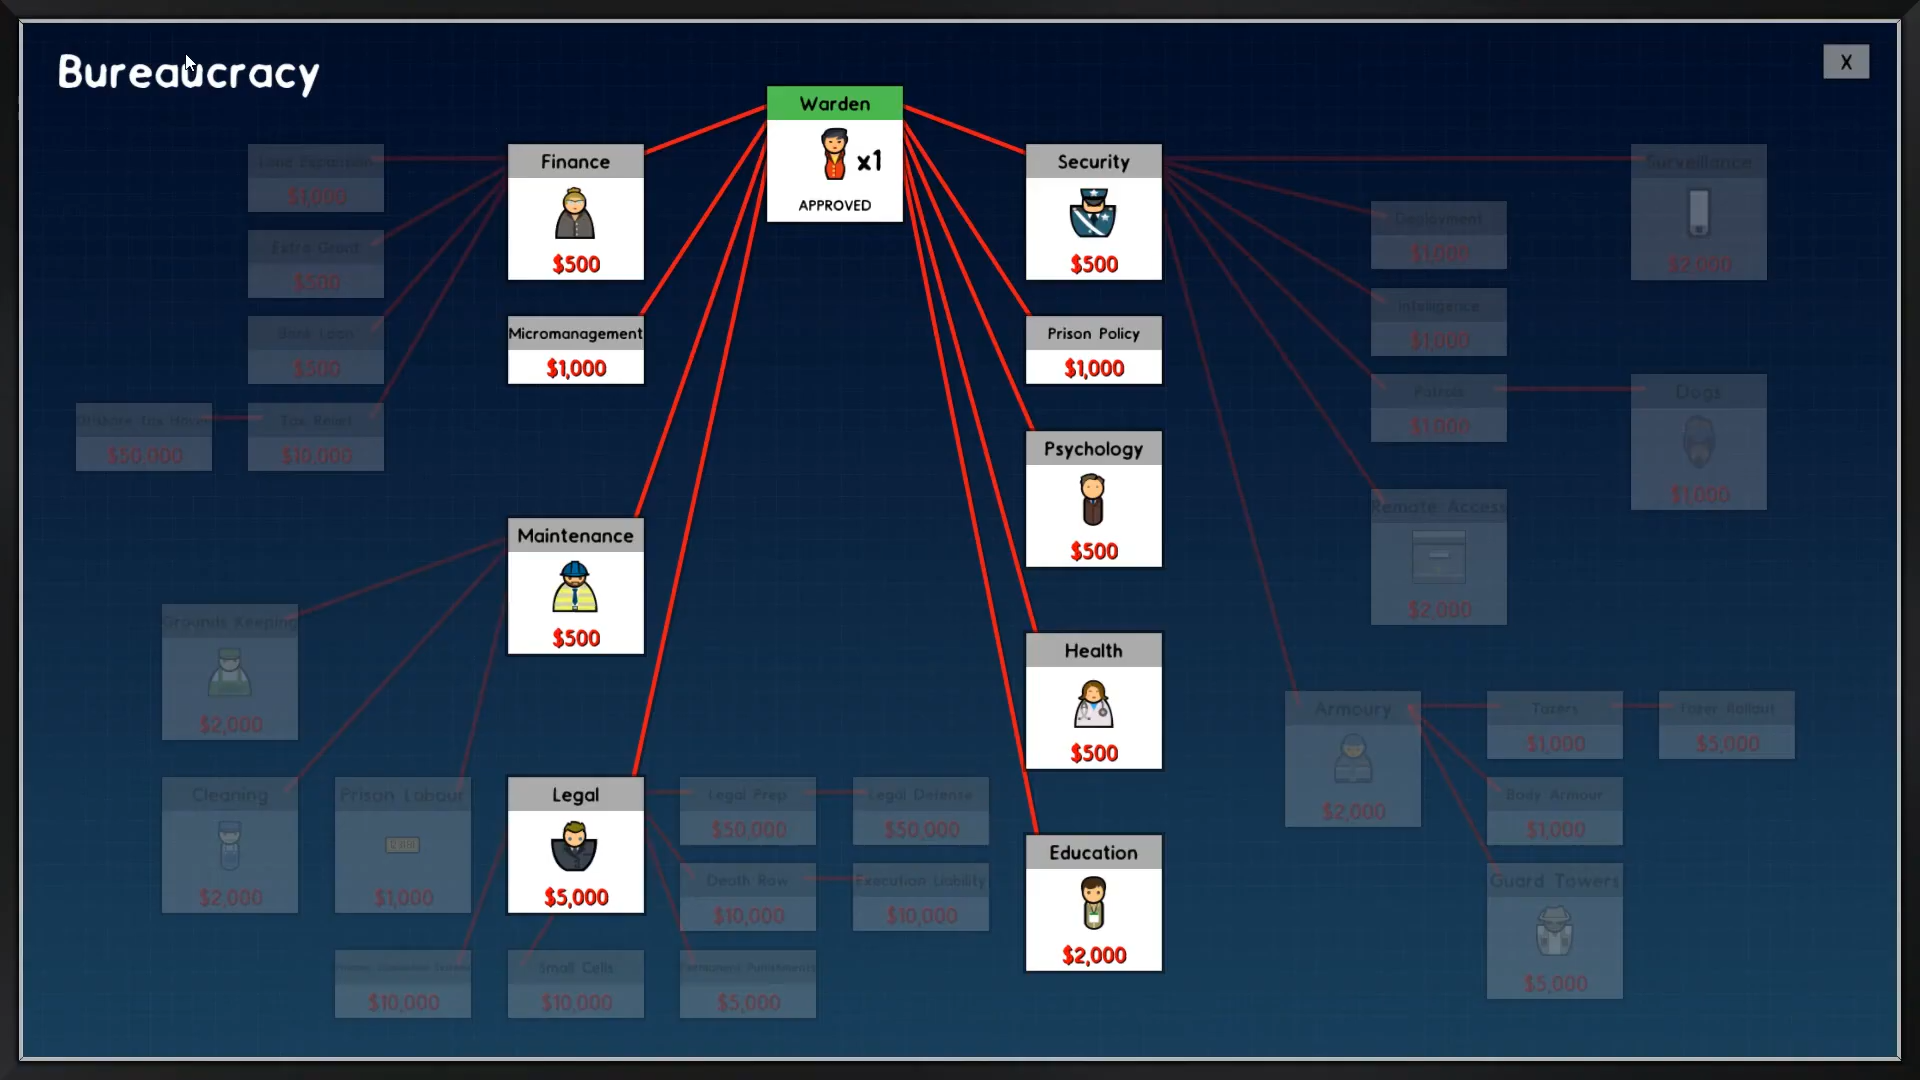 Bureaucracy
X
Warden
x1
APPROVED
Finance
$500
Security
$500
Lone Expansion
$1,000
Surveillance
$2,000
Deployment
$1,000
Extra Grant
$500
Intelligence
$1,000
Micromanagement
$1,000
Prison Policy
$1,000
Bank Loan
$500
Patrols
$1,000
Dogs
$1,000
$50,000
Tax Relief
$10,000
Psychology
$500
Remote Access
$2,000
Maintenance
$500
Grounds Keeping
$2,000
Health
$500
Armoury
$2,000
Tazers
$1,000
Tazer Rollout
$5,000
Cleaning
$2,000
Prison Labour
$1,000
Legal
$5,000
Legal Prep
$50,000
Legal Defense
$50,000
Body Armour
$1,000
Death Row
$10,000
Execution Liability
$10,000
Education
$2,000
Guard Towers
$5,000
$10,000
Small Cells
$10,000
Permanent Punishments
$5,000